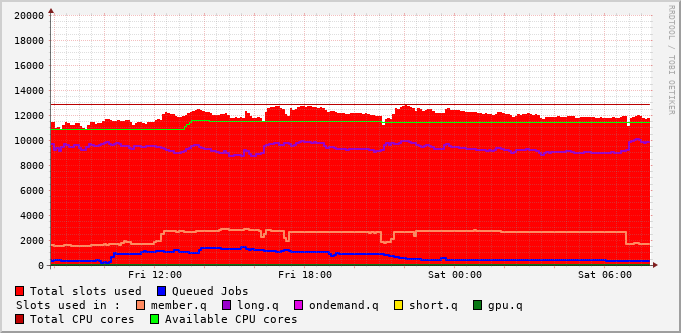 20000
18000
16000
14000
12000
10000
8000
6000
4000
2000
0
Fri 12:00 Fri 18:00 Sat 00:00 Sat 06:00
Total slots used Queued Jobs
Slots used in : member.q long.q ondemand.q short.q gpu.q
Total CPU cores Available CPU cores
RRDTOOL / TOBI OETIKER